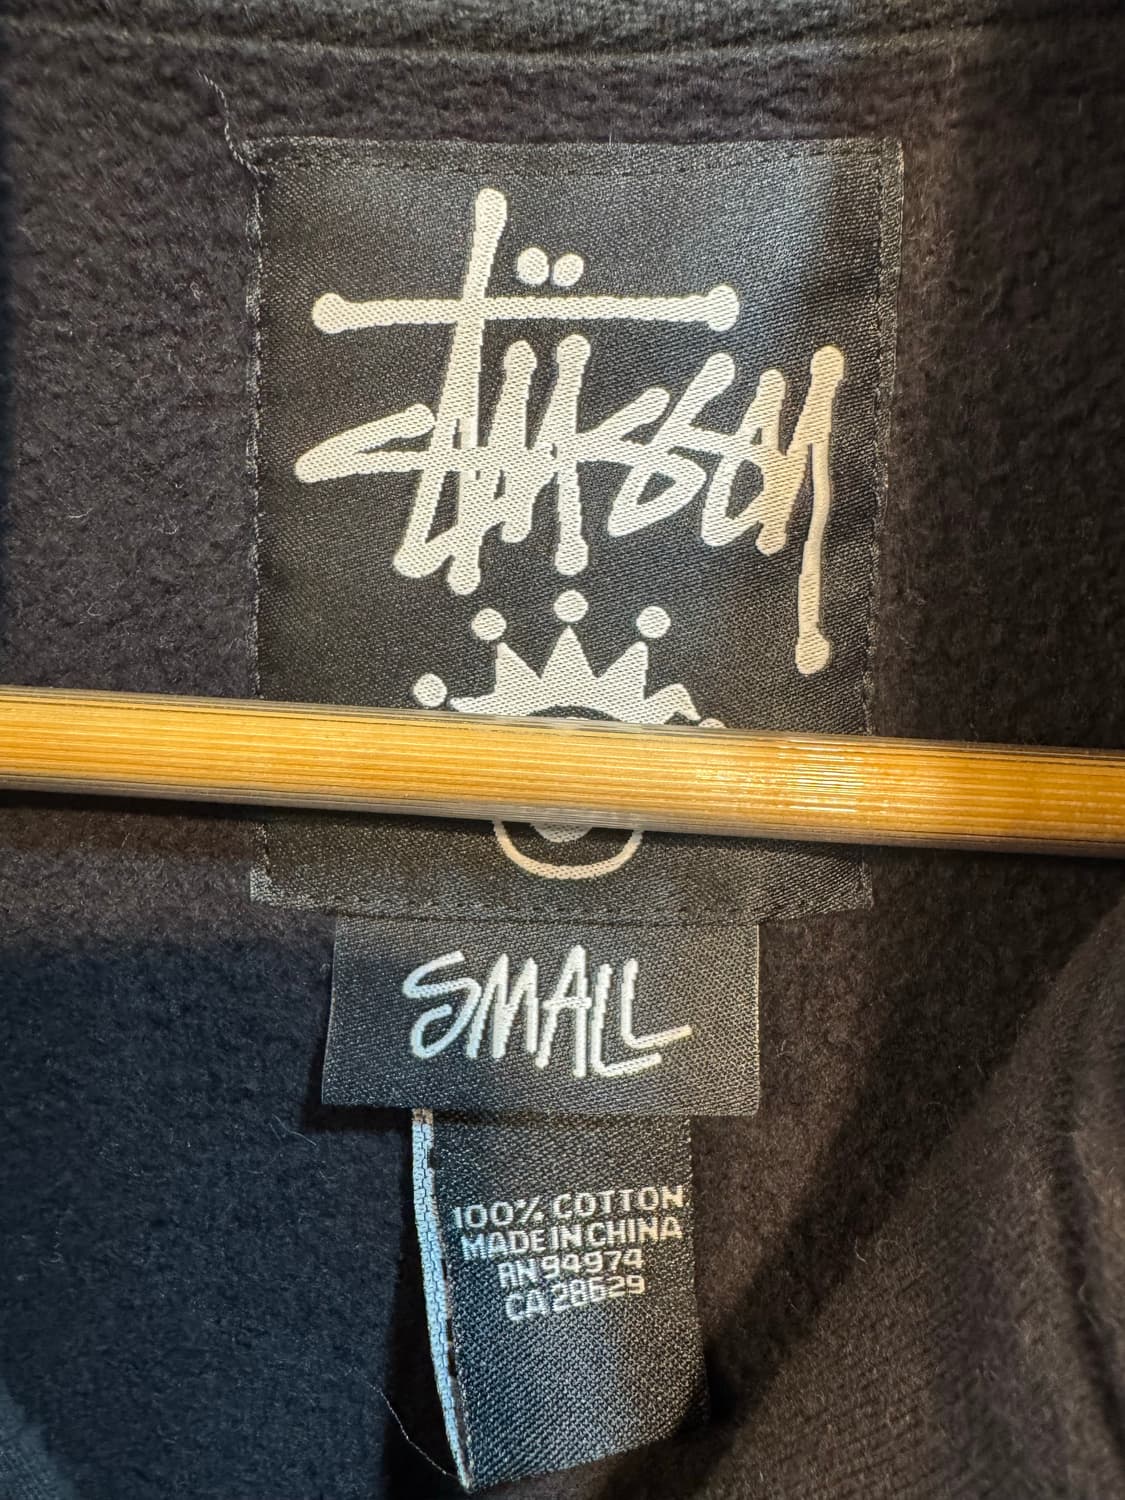 Stüssy
SMALL
100% COTTON
MADE IN CHINA
RN 94974
CA 28629